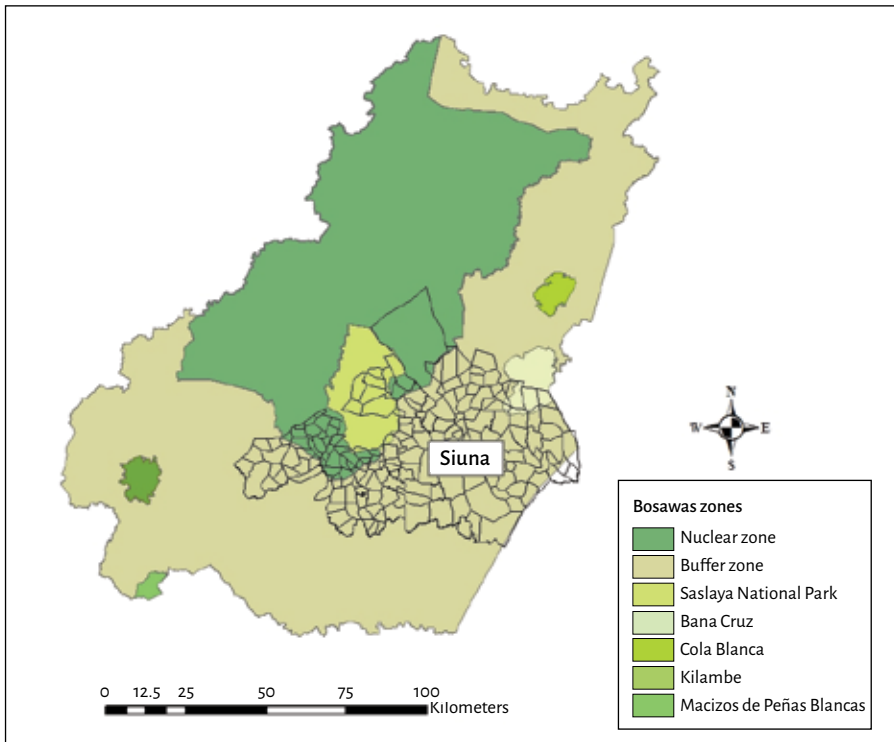 Siuna
N
W E
S
Bosawas zones
Nuclear zone
Buffer zone
Saslaya National Park
Bana Cruz
Cola Blanca
Kilambe
Macizos de Peñas Blancas
0 12.5 25 50 75 100
Kilometers